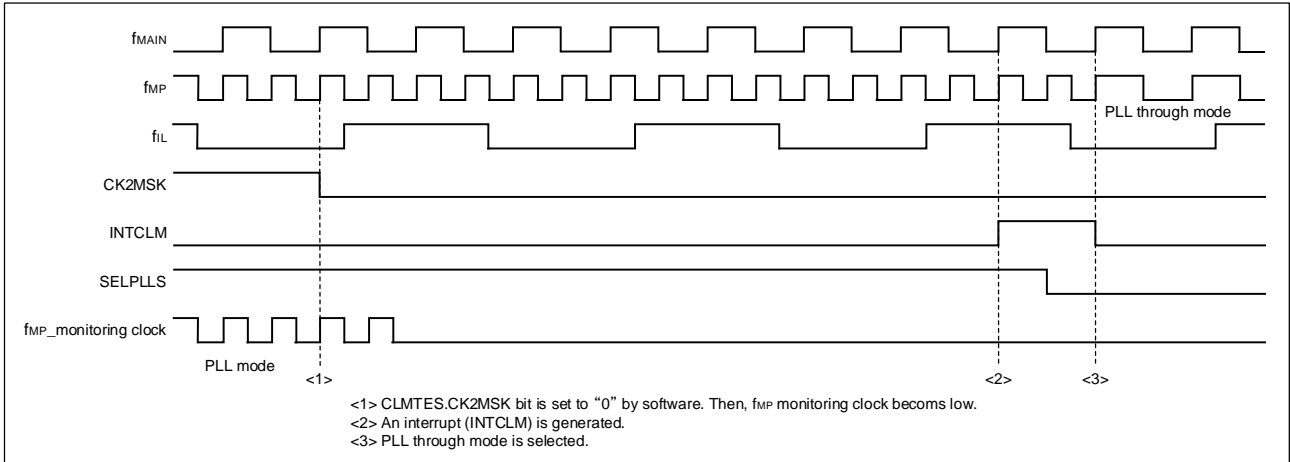 fMAIN
fMP
PLL through mode
fIL
CK2MSK
INTCLM
SELPLLS
fMP_monitoring clock
PLL mode
<1>
<2>
<3>
<1> CLMTES.CK2MSK bit is set to “0” by software. Then, fMP monitoring clock becoms low.
<2> An interrupt (INTCLM) is generated.
<3> PLL through mode is selected.